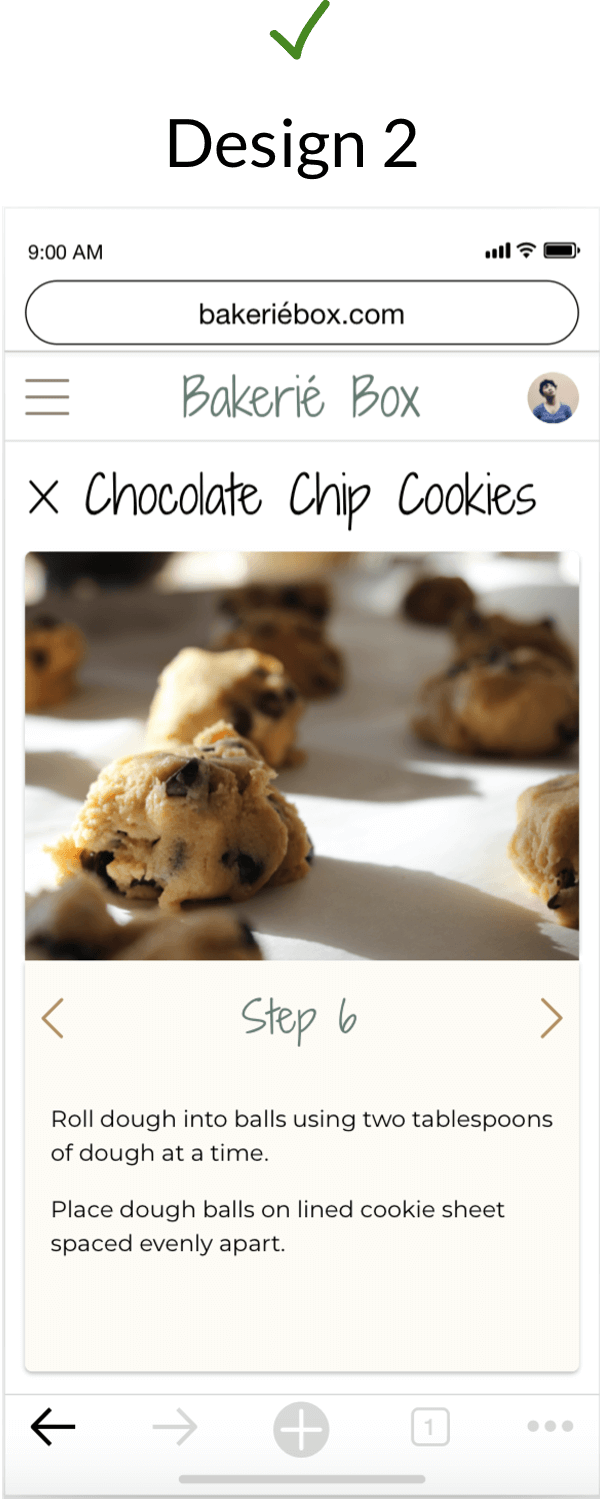 Design 2
9:00 AM
bakeriébox.com
Bakerié Box
X Chocolate Chip Cookies
Step 6
Roll dough into balls using two tablespoons
of dough at a time.
Place dough balls on lined cookie sheet
spaced evenly apart.
1